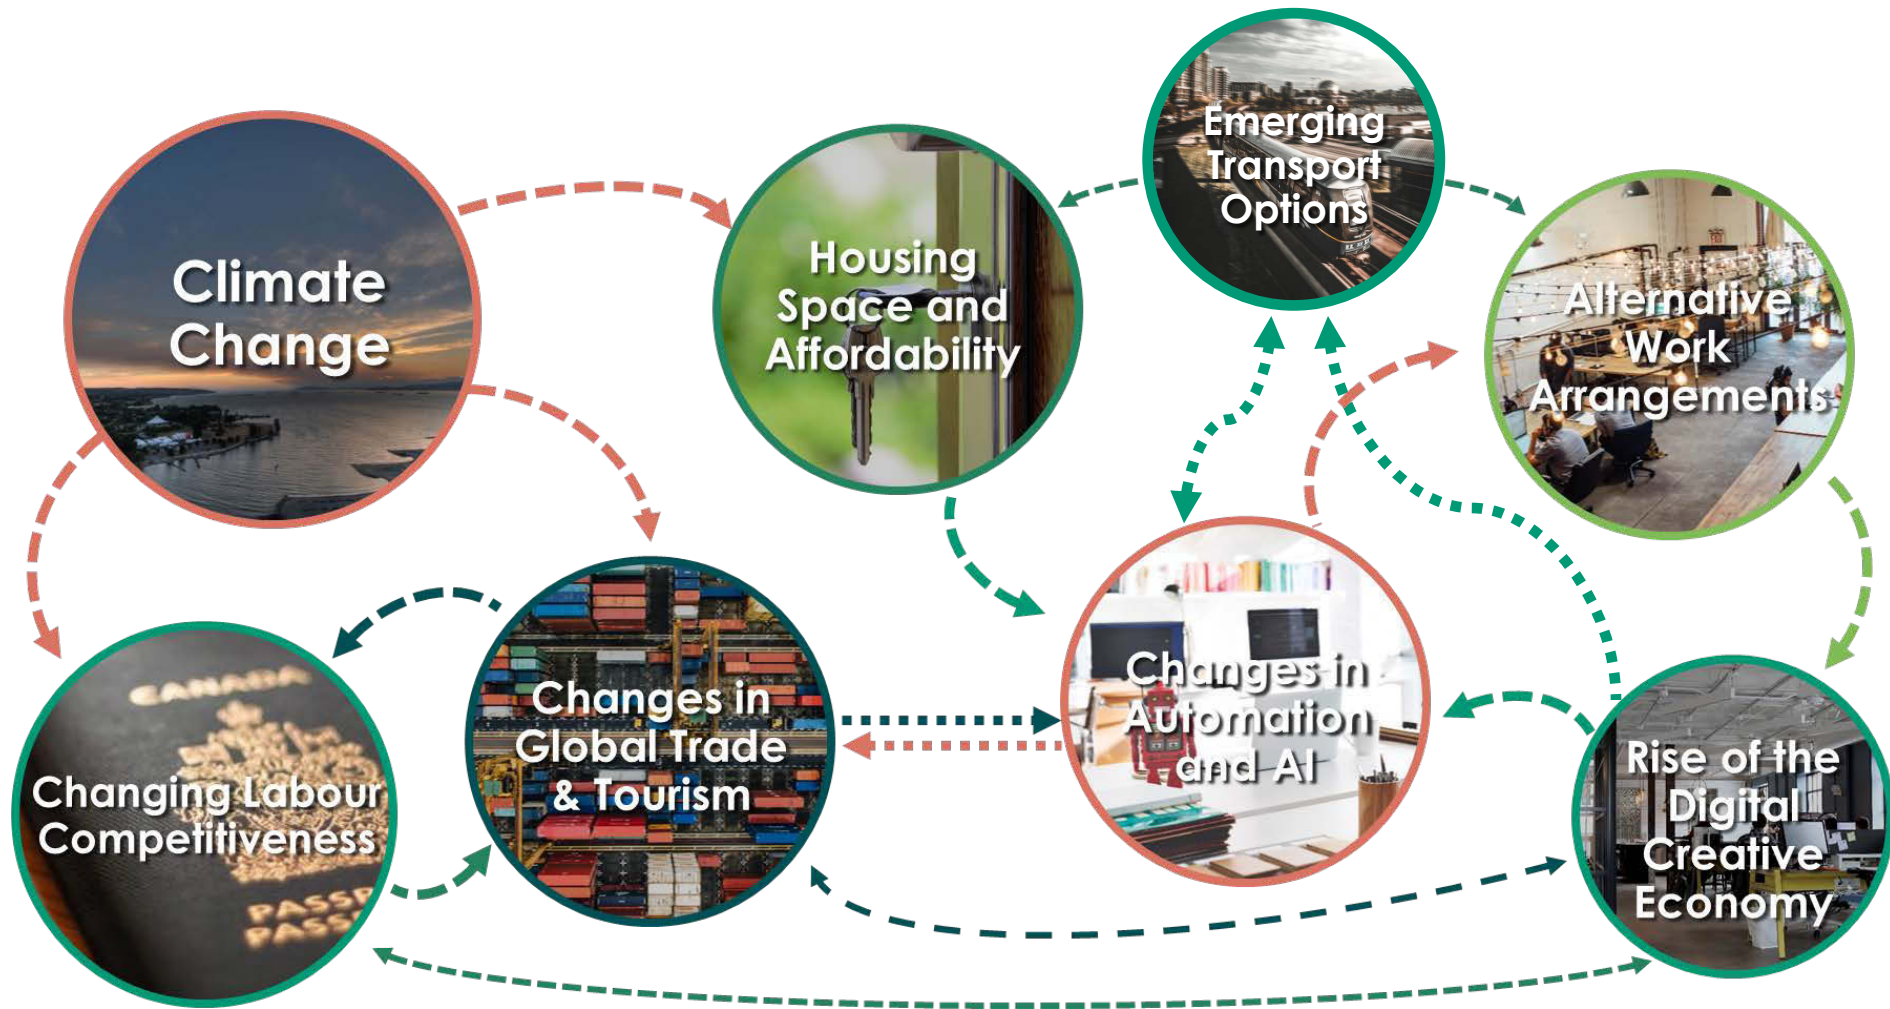 Emerging
Transport
Options
Climate
Change
Housing
Space and
Affordability
Alternative
Work
Arrangements
Changing Labour
Competitiveness
CANADA
Changes in
Global Trade
& Tourism
Changes in
Automation
and AI
Rise of the
Digital
Creative
Economy